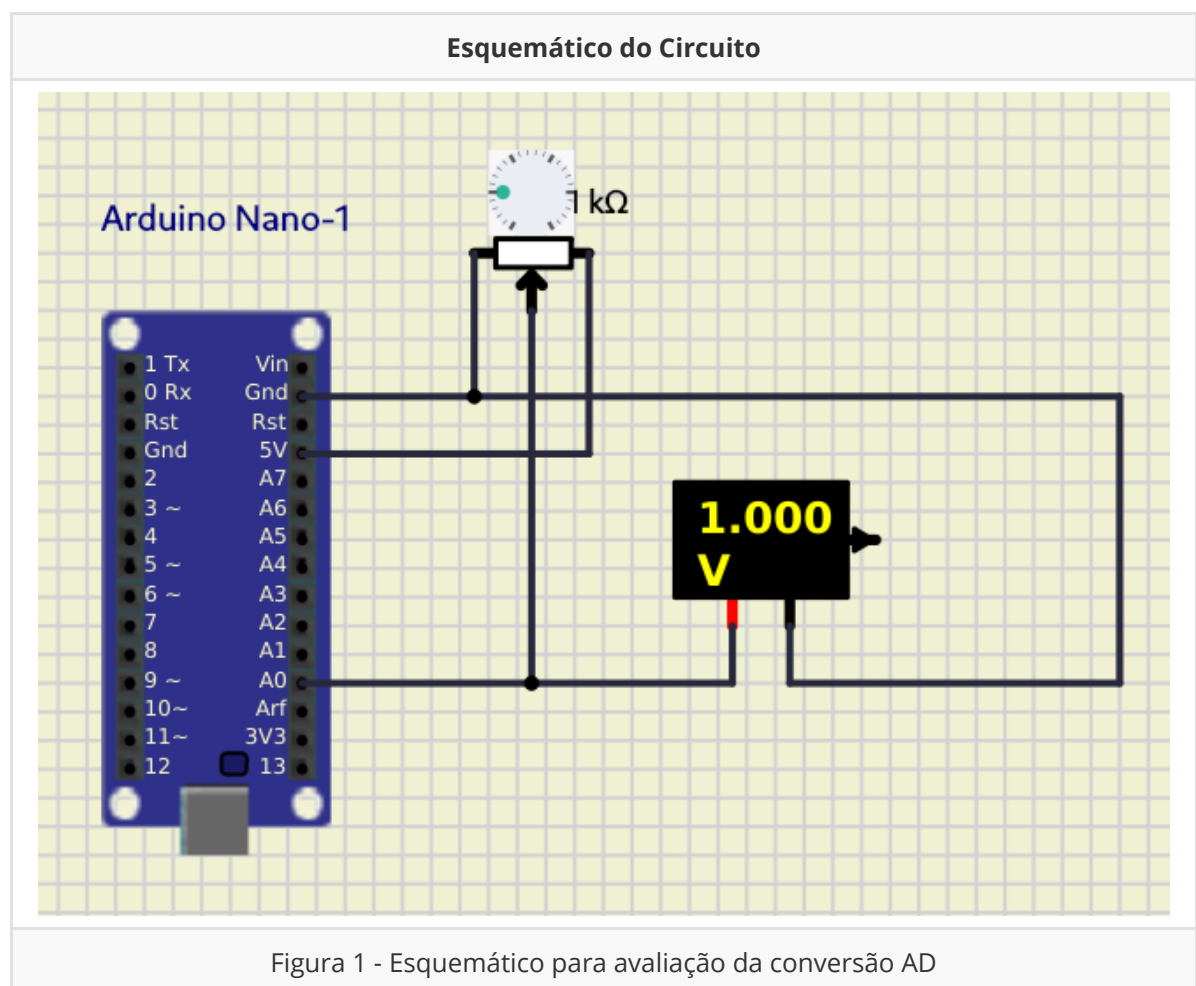 Esquemático do Circuito
1 kΩ
Arduino Nano-1
1 Tx Vin
0 Rx Gnd
Rst Rst
Gnd 5V
2 A7
3 ~ A6
4 A5
5 ~ A4
6 ~ A3
7 A2
8 A1
9 ~ A0
10~ Arf
11~ 3V3
12 13
1.000
V
Figura 1 - Esquemático para avaliação da conversão AD